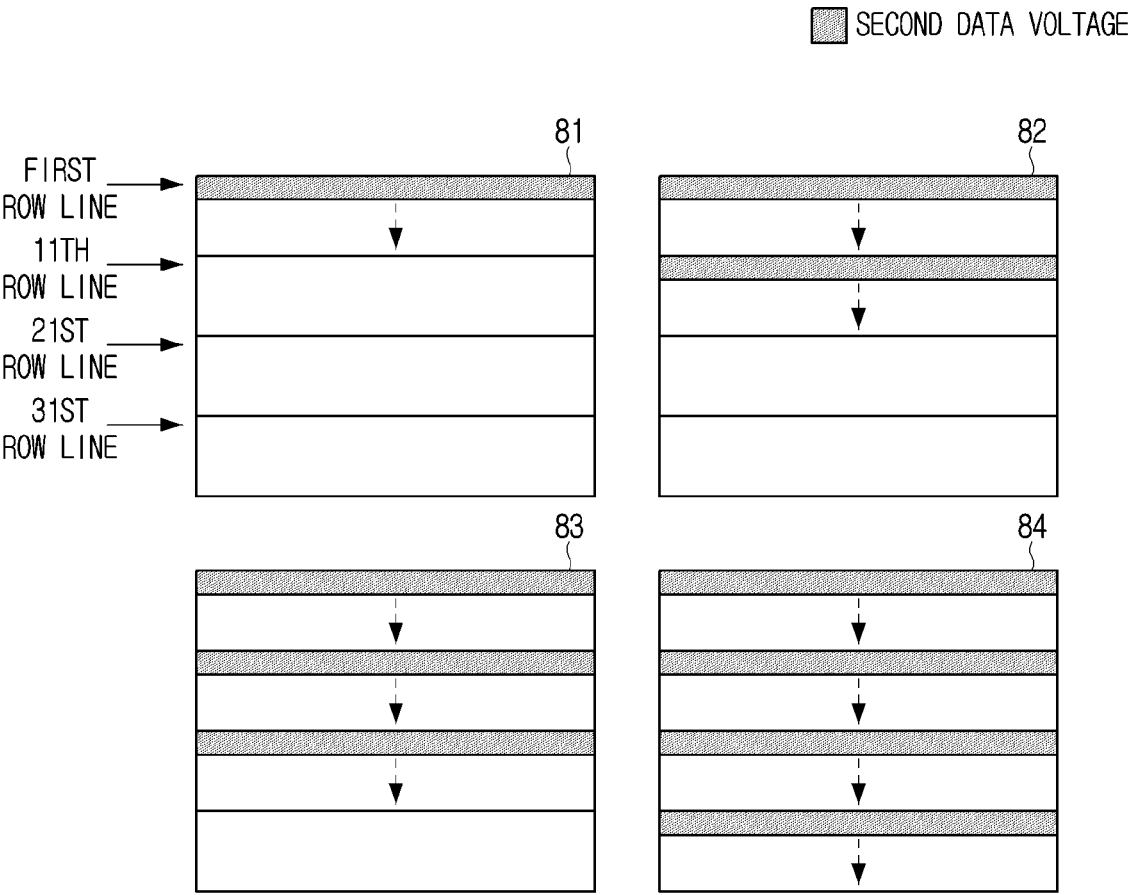 SECOND DATA VOLTAGE
81
82
FIRST
ROW LINE
11TH
ROW LINE
21ST
ROW LINE
31ST
ROW LINE
83
84